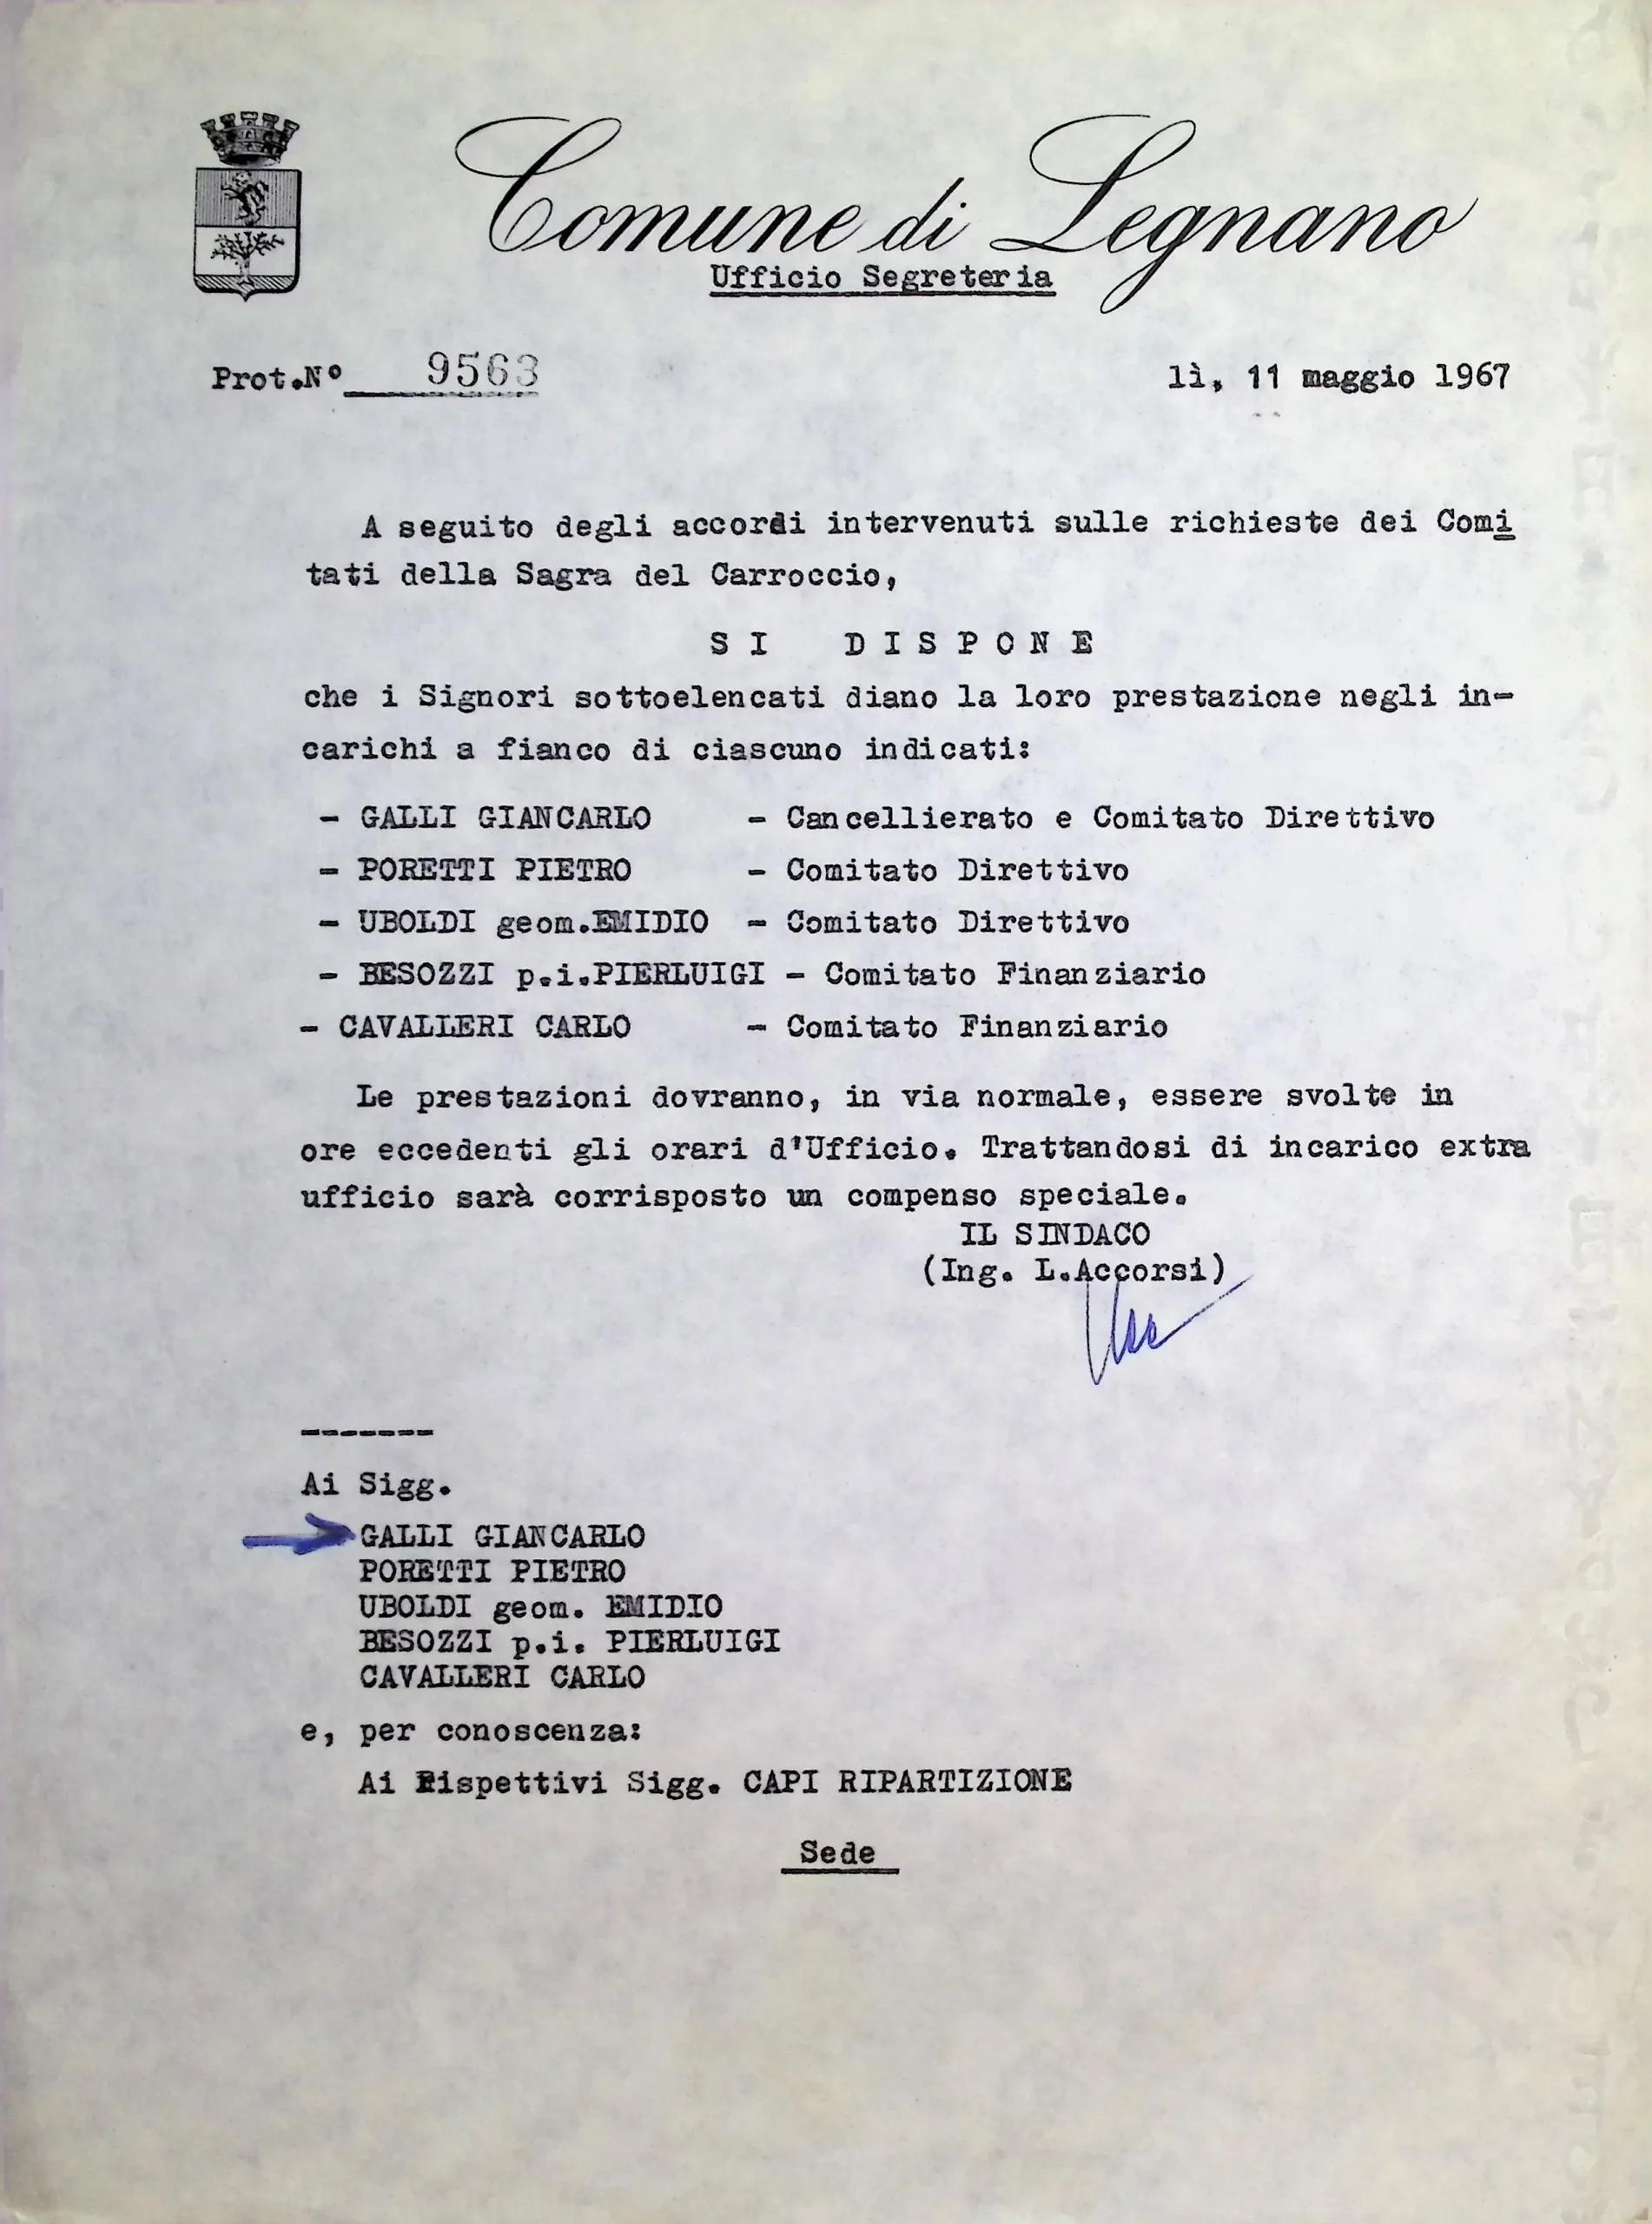 Comune di Legnano
Ufficio Segreteria
Prot.N° 9563
lì, 11 maggio 1967
A seguito degli accordi intervenuti sulle richieste dei Comi
tati della Sagra del Carroccio,
SI DISPONE
che i Signori sottoelencati diano la loro prestazione negli in-
carichi a fianco di ciascuno indicati:
- GALLI GIANCARLO - Cancellierato e Comitato Direttivo
- PORETTI PIETRO - Comitato Direttivo
- UBOLDI geom.EMIDIO - Comitato Direttivo
- BESOZZI p.i.PIERLUIGI - Comitato Finanziario
- CAVALLERI CARLO - Comitato Finanziario
Le prestazioni dovranno, in via normale, essere svolte in
ore eccedenti gli orari d'Ufficio. Trattandosi di incarico extra
ufficio sarà corrisposto un compenso speciale.
IL SINDACO
(Ing. L.Accorsi)
-------
Ai Sigg.
GALLI GIANCARLO
PORETTI PIETRO
UBOLDI geom. EMIDIO
BESOZZI p.i. PIERLUIGI
CAVALLERI CARLO
e, per conoscenza:
Ai Rispettivi Sigg. CAPI RIPARTIZIONE
Sede